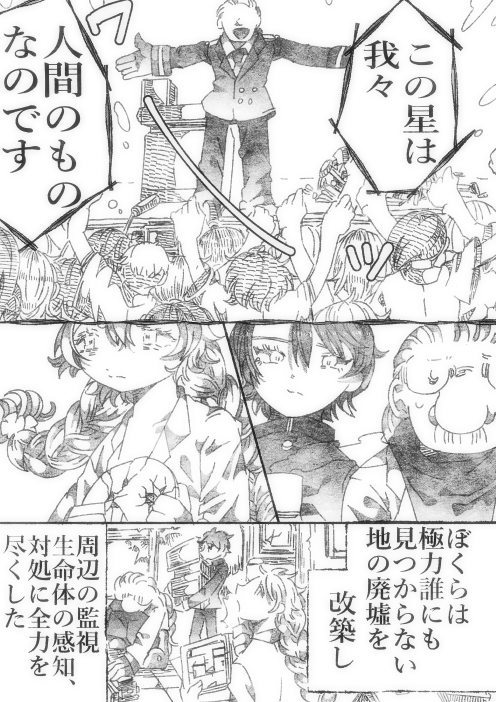 この星は
我々
人間のもの
なのです
ワ
ぼくらは
極力誰にも
見つからない
地の廃墟を
改築し
周辺の監視
生命体の感知、
対処に全力を
尽くした